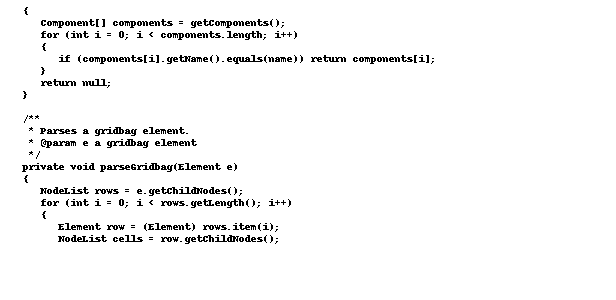 {
   Component[] components = getComponents();
   for (int i = 0; i < components.length; i++)
   {
      if (components[i].getName().equals(name)) return components[i];
   }
   return null;
}
/**
 * Parses a gridbag element.
 * @param e a gridbag element
 */
private void parseGridbag(Element e)
{
   NodeList rows = e.getChildNodes();
   for (int i = 0; i < rows.getLength(); i++)
   {
      Element row = (Element) rows.item(i);
      NodeList cells = row.getChildNodes();